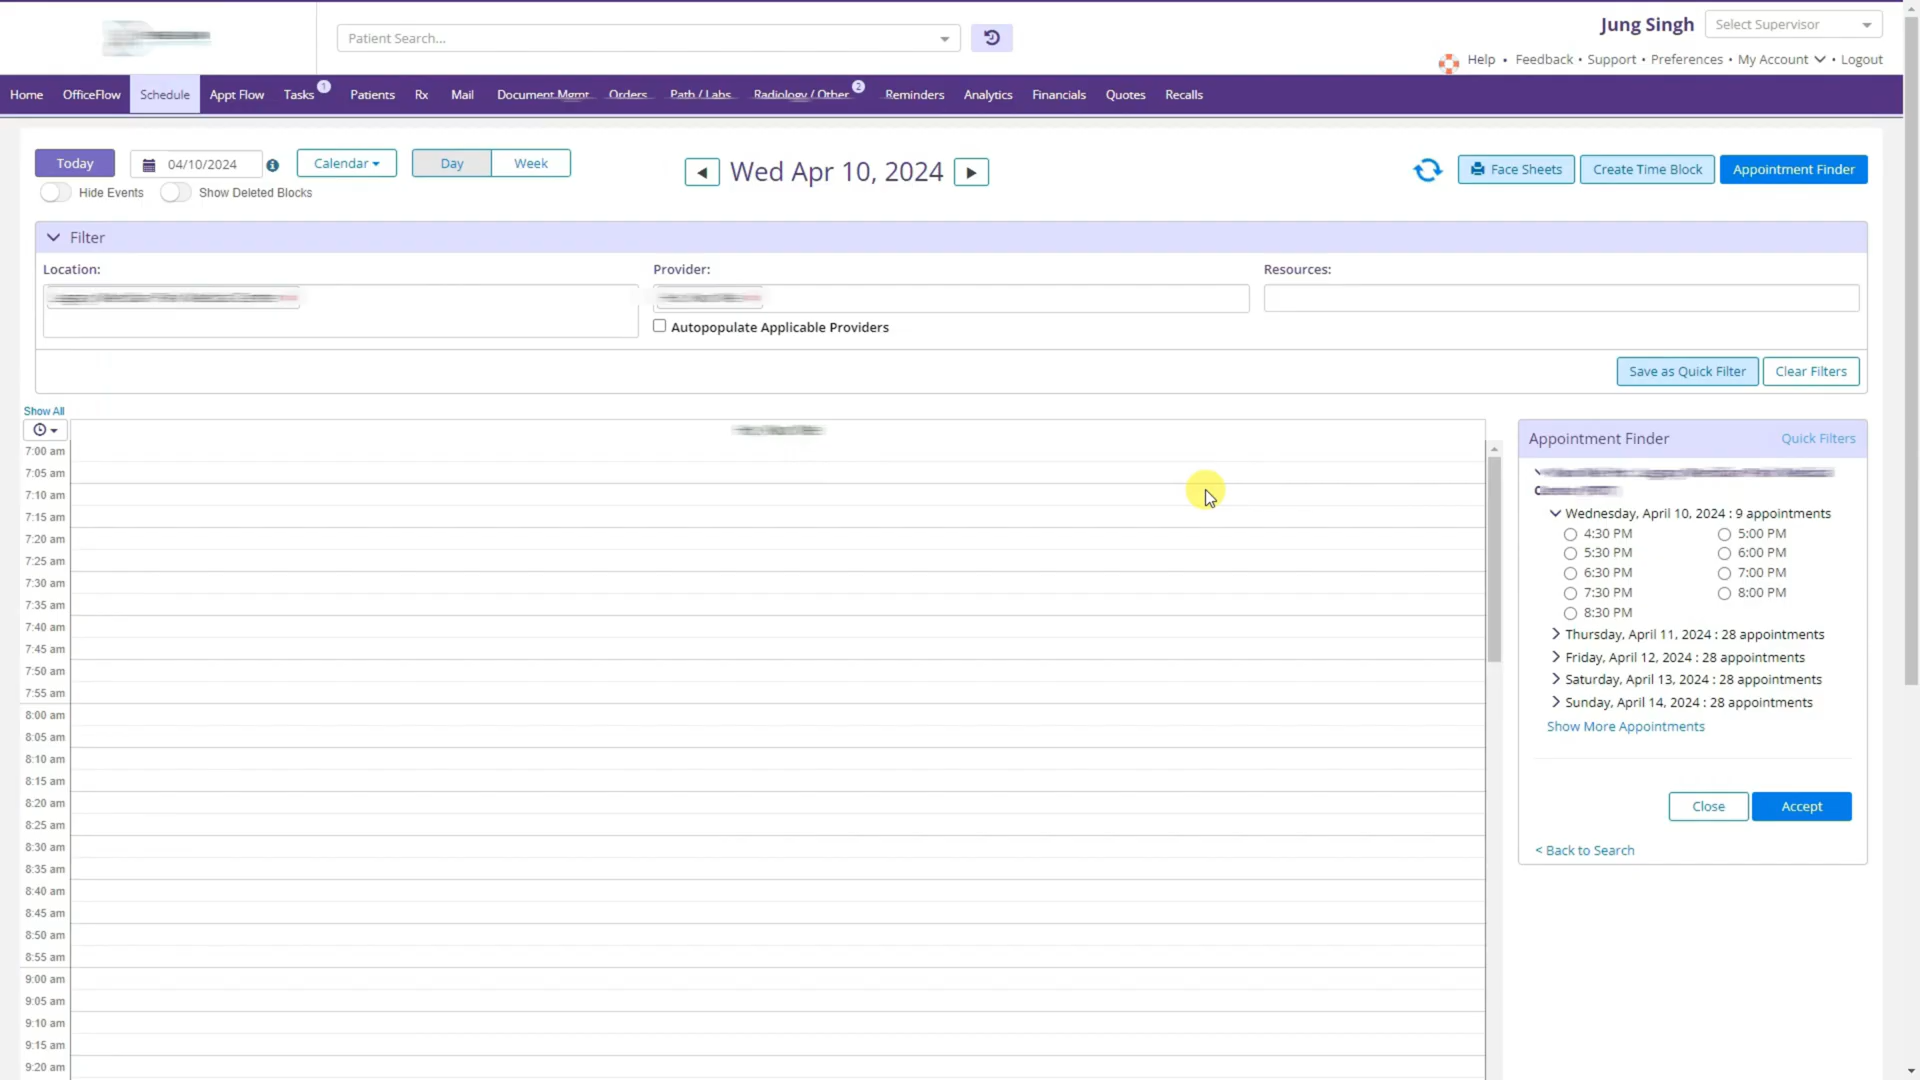 Patient Search...
Jung Singh
Select Supervisor
Help • Feedback • Support • Preferences • My Account • Logout
Home OfficeFlow Schedule Appt Flow Tasks 1 Patients Rx Mail Document Mgmt Orders Path / Labs Radiology / Other 2 Reminders Analytics Financials Quotes Recalls
Today 04/10/2024 Calendar Day Week
Wed Apr 10, 2024
Face Sheets Create Time Block Appointment Finder
Hide Events Show Deleted Blocks
Filter
Location: Provider: Resources:
Autopopulate Applicable Providers
Save as Quick Filter Clear Filters
Show All
7:00 am
7:05 am
7:10 am
7:15 am
7:20 am
7:25 am
7:30 am
7:35 am
7:40 am
7:45 am
7:50 am
7:55 am
8:00 am
8:05 am
8:10 am
8:15 am
8:20 am
8:25 am
8:30 am
8:35 am
8:40 am
8:45 am
8:50 am
8:55 am
9:00 am
9:05 am
9:10 am
9:15 am
9:20 am
Appointment Finder Quick Filters
Wednesday, April 10, 2024 : 9 appointments
4:30 PM 5:00 PM
5:30 PM 6:00 PM
6:30 PM 7:00 PM
7:30 PM 8:00 PM
8:30 PM
Thursday, April 11, 2024 : 28 appointments
Friday, April 12, 2024 : 28 appointments
Saturday, April 13, 2024 : 28 appointments
Sunday, April 14, 2024 : 28 appointments
Show More Appointments
Close Accept
< Back to Search